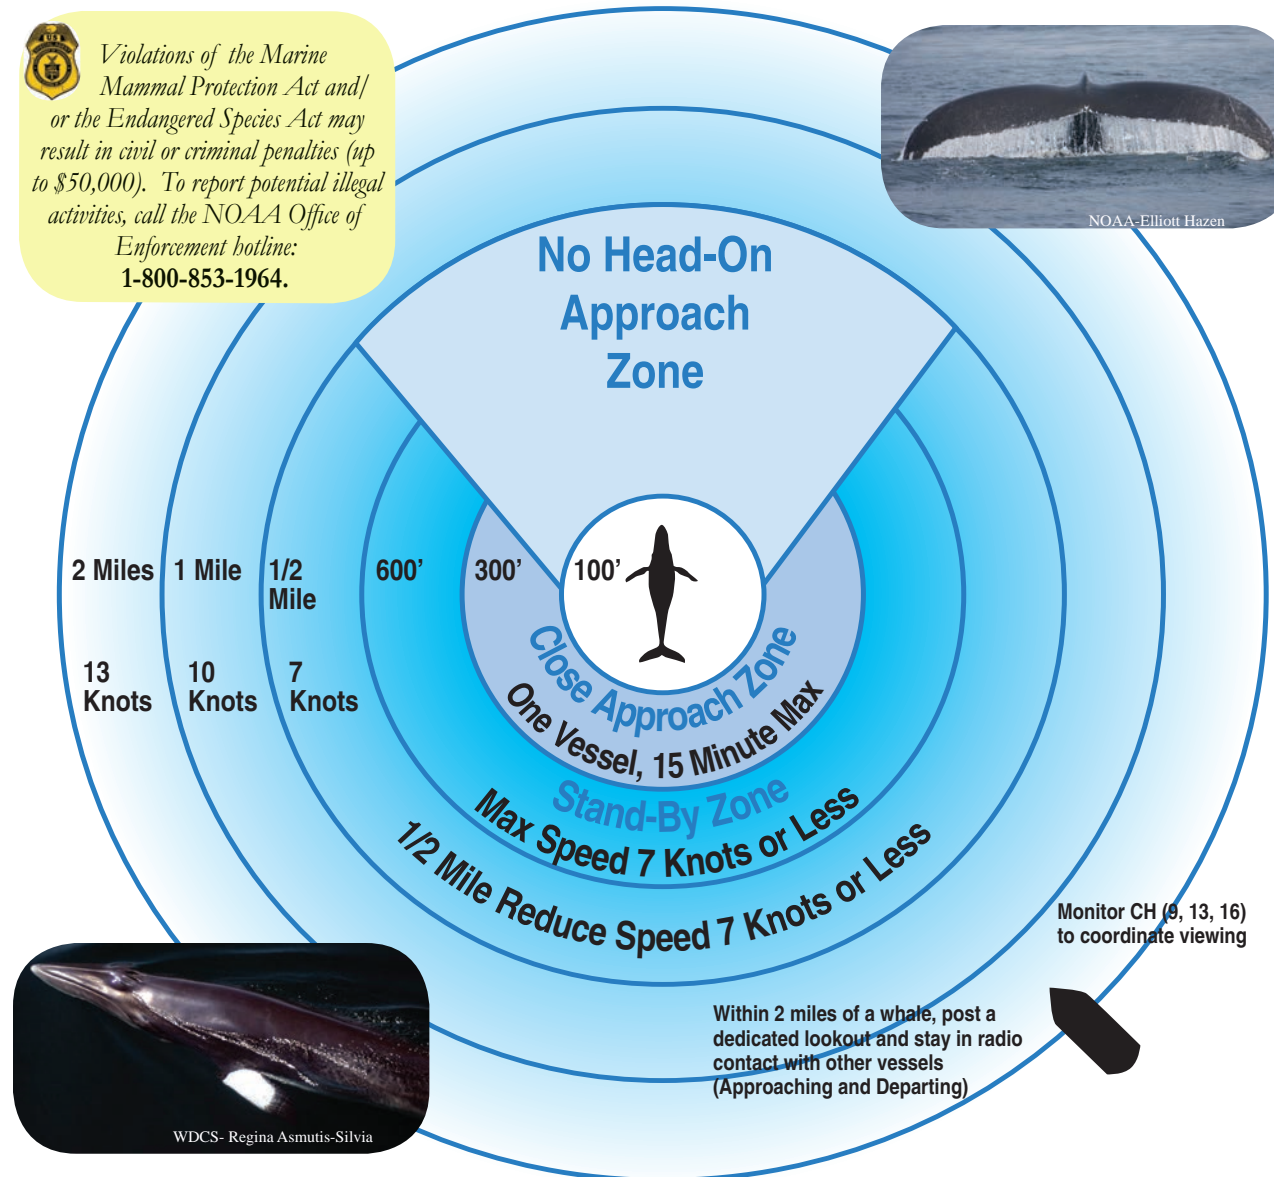 Violations of the Marine
Mammal Protection Act and/
or the Endangered Species Act may
result in civil or criminal penalties (up
to $50,000). To report potential illegal
activities, call the NOAA Office of
Enforcement hotline:
1-800-853-1964.
NOAA-Elliott Hazen
No Head-On
Approach
Zone
2 Miles
1 Mile
1/2
Mile
600’
300’
100’
13
Knots
10
Knots
7
Knots
Close Approach Zone
One Vessel, 15 Minute Max
Stand-By Zone
Max Speed 7 Knots or Less
1/2 Mile Reduce Speed 7 Knots or Less
Monitor CH (9, 13, 16)
to coordinate viewing
Within 2 miles of a whale, post a
dedicated lookout and stay in radio
contact with other vessels
(Approaching and Departing)
WDCS- Regina Asmutis-Silvia